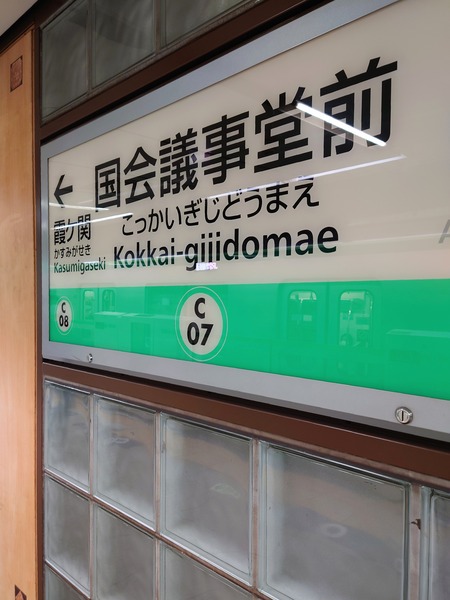 ← 国会議事堂前
霞ケ関
こっかいぎじどうまえ
かすみがせき
Kasumigaseki
Kokkai-gijidomae
C
08
C
07